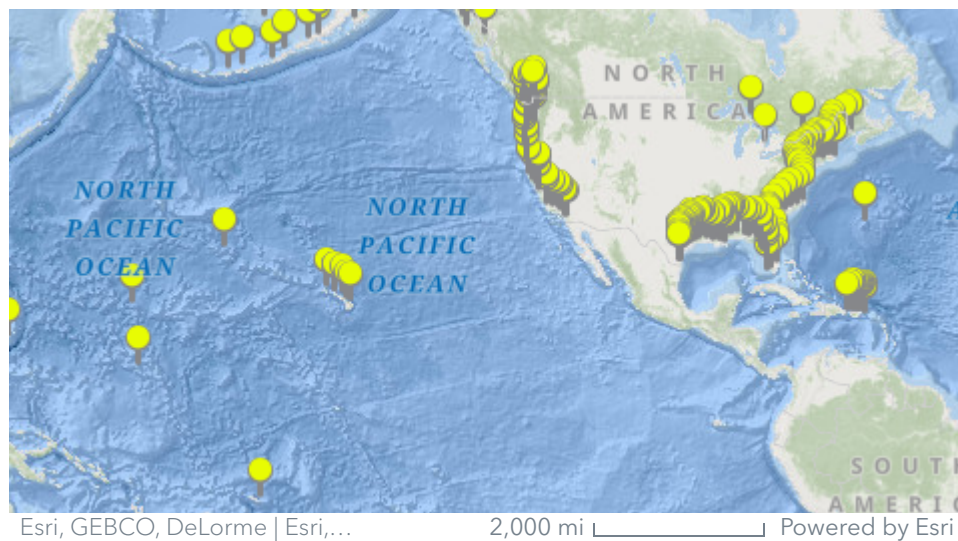 NORTH
AMERICA
NORTH
PACIFIC
OCEAN
NORTH
PACIFIC
OCEAN
A
SOUTH
AMERIC
Esri, GEBCO, DeLorme | Esri,...
2,000 mi
Powered by Esri